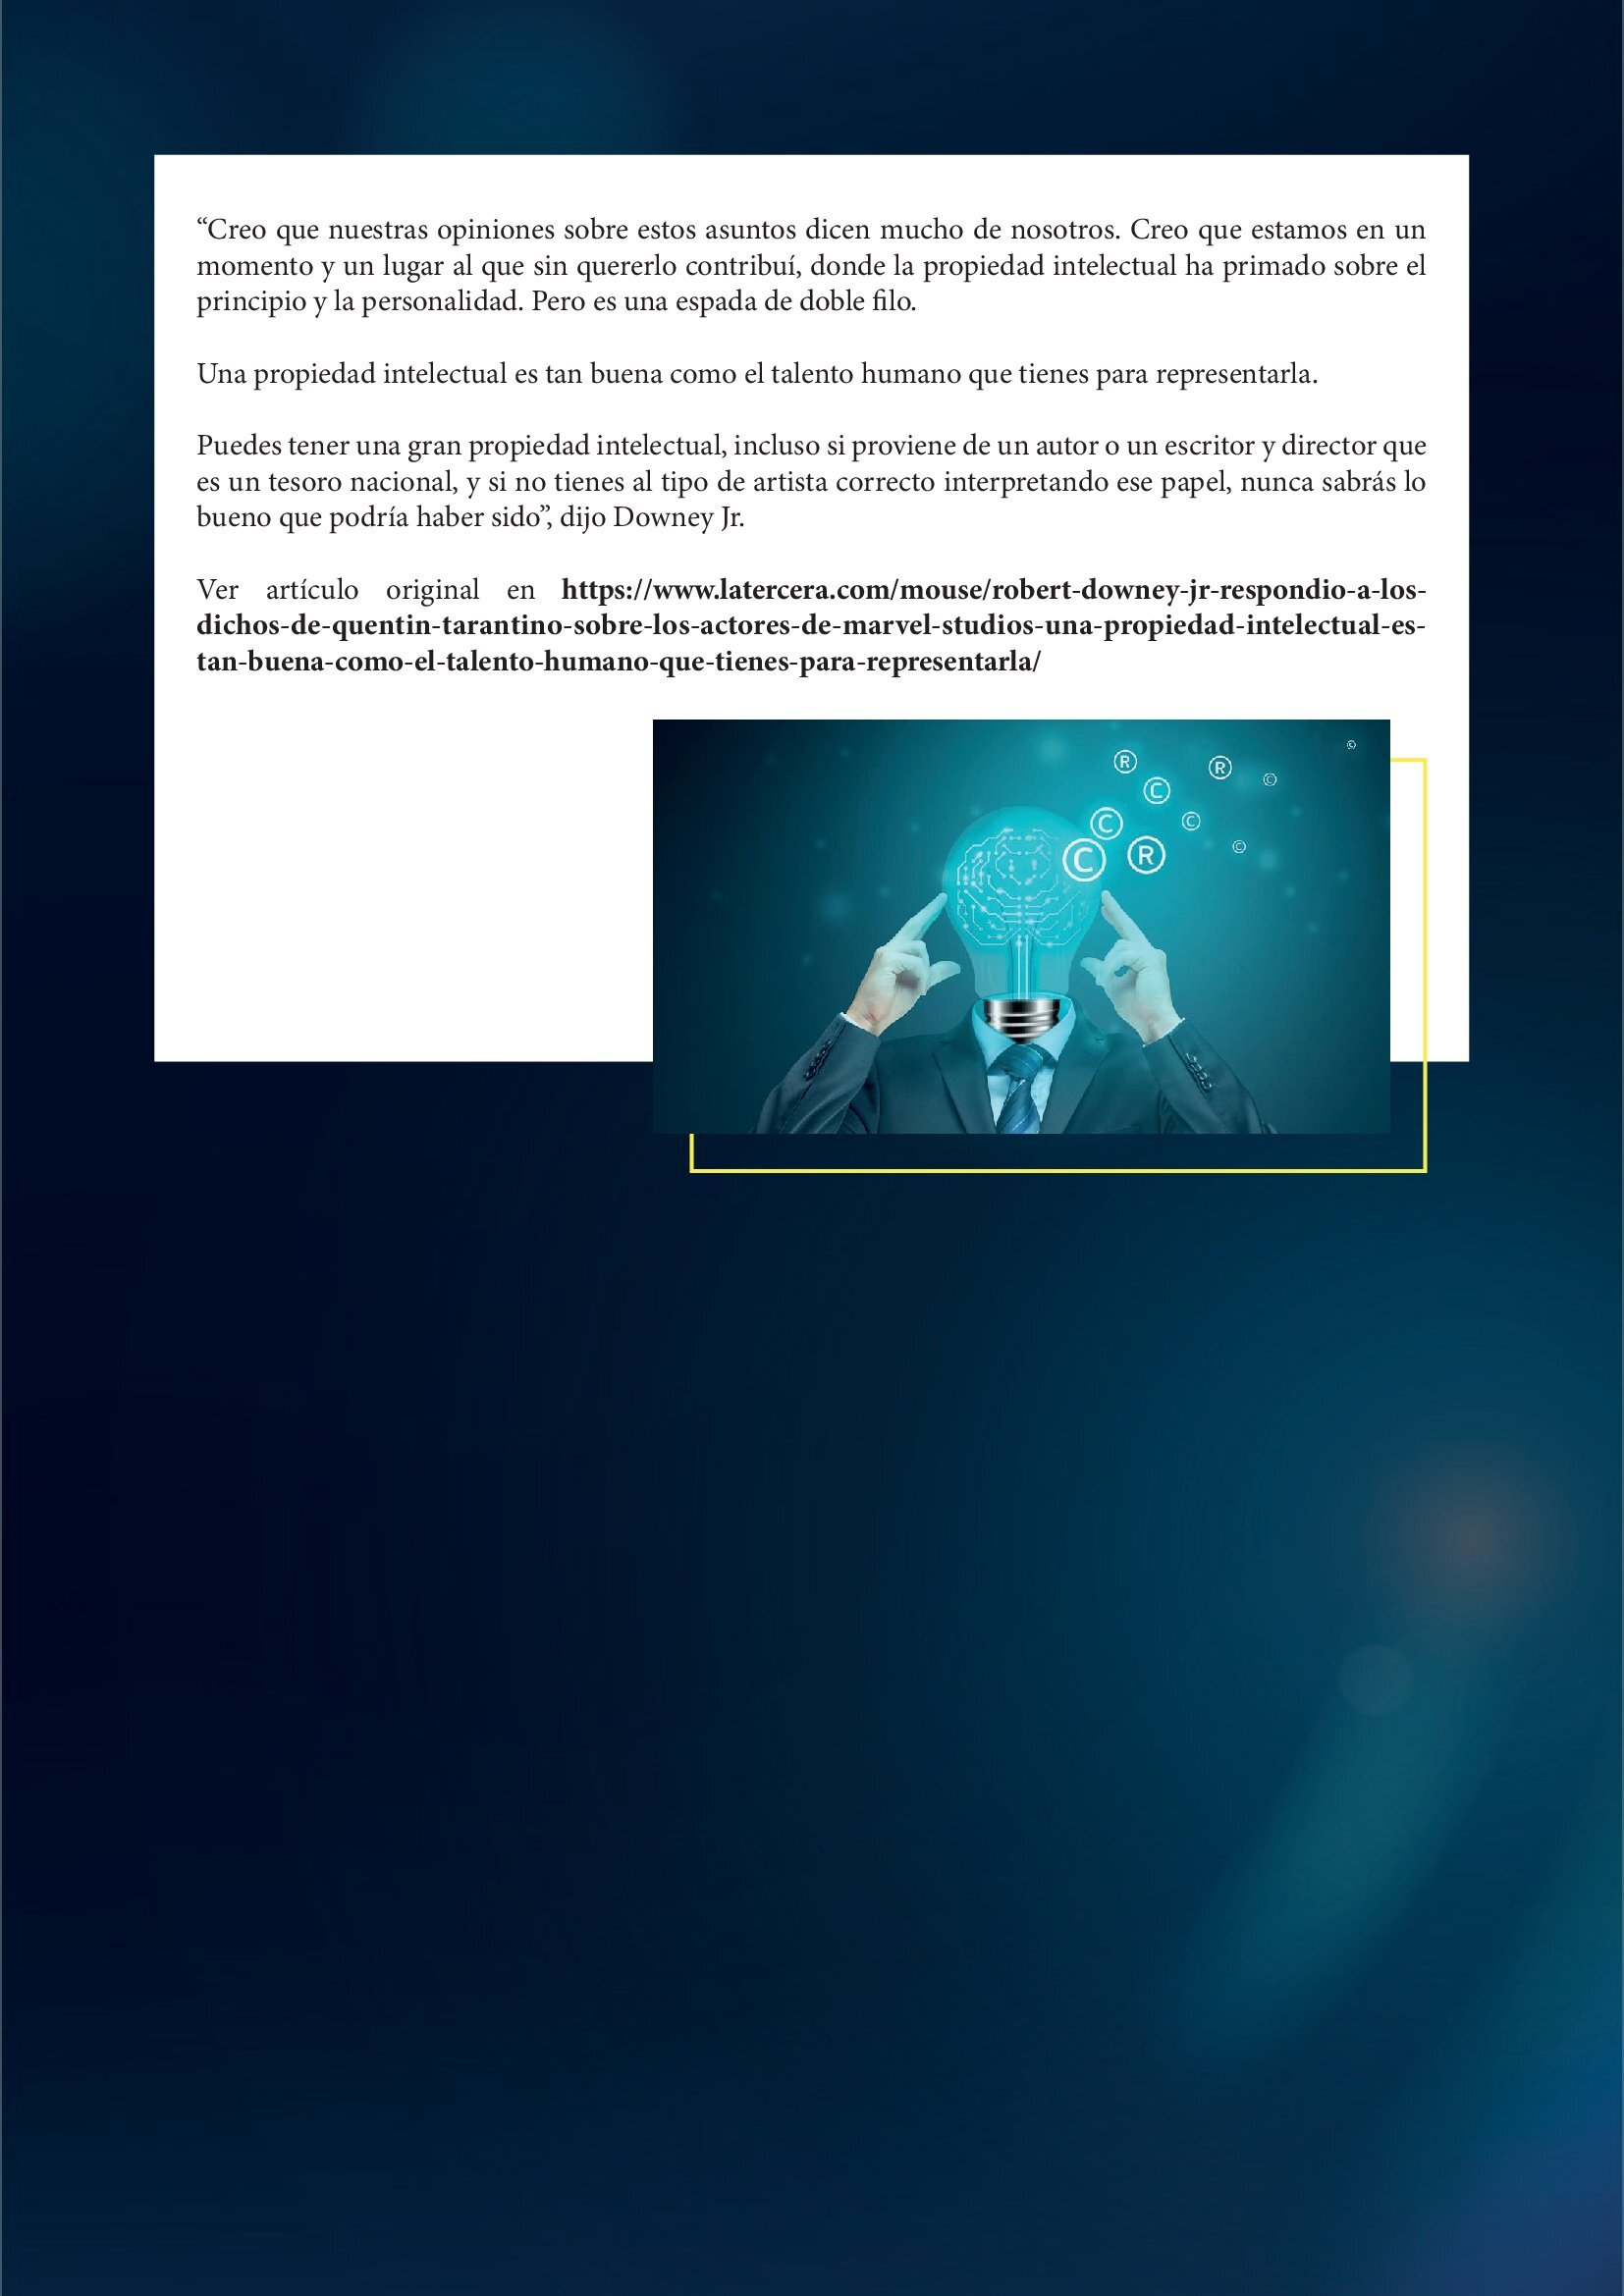 “Creo que nuestras opiniones sobre estos asuntos dicen mucho de nosotros. Creo que estamos en un
momento y un lugar al que sin quererlo contribuí, donde la propiedad intelectual ha primado sobre el
principio y la personalidad. Pero es una espada de doble filo.
Una propiedad intelectual es tan buena como el talento humano que tienes para representarla.
Puedes tener una gran propiedad intelectual, incluso si proviene de un autor o un escritor y director que
es un tesoro nacional, y si no tienes al tipo de artista correcto interpretando ese papel, nunca sabrás lo
bueno que podría haber sido”, dijo Downey Jr.
Ver artículo original en https://www.latercera.com/mouse/robert-downey-jr-respondio-a-los-
dichos-de-quentin-tarantino-sobre-los-actores-de-marvel-studios-una-propiedad-intelectual-es-
tan-buena-como-el-talento-humano-que-tienes-para-representarla/
©
® ®
© ©
© ©
© ® ©